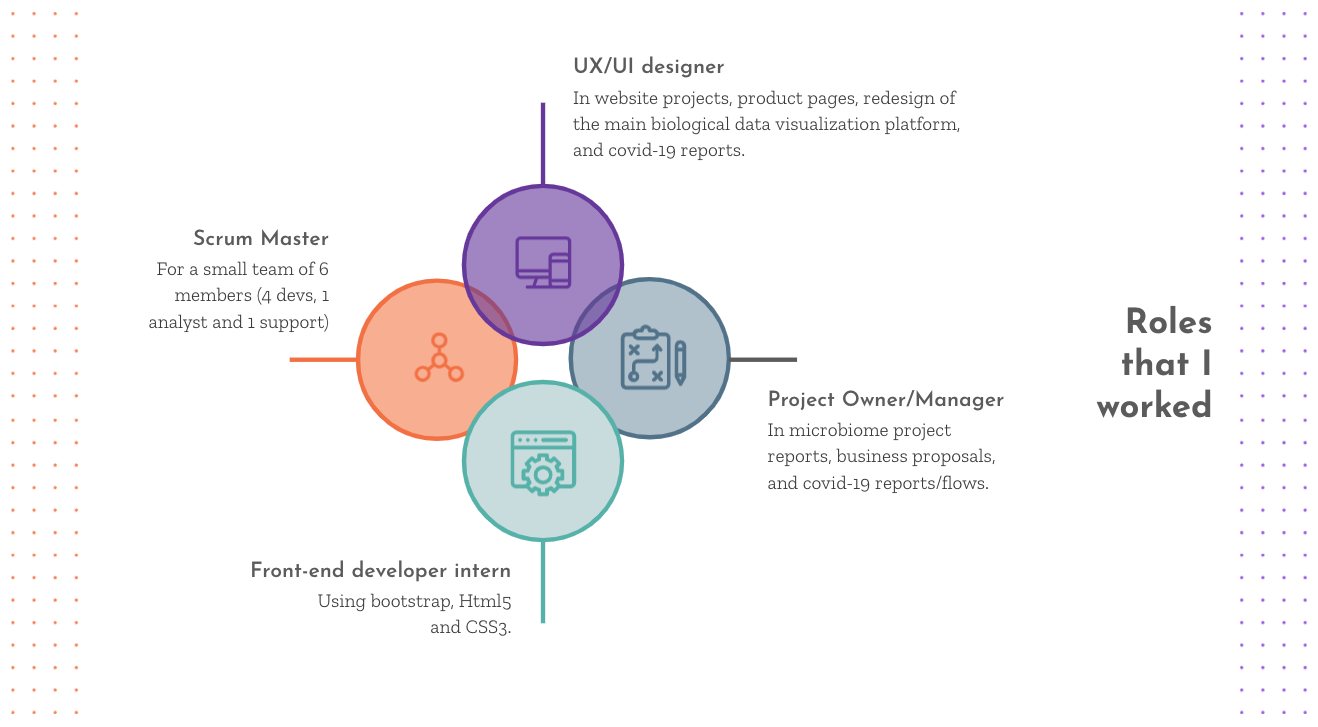 UX/UI designer
In website projects, product pages, redesign of
the main biological data visualization platform,
and covid-19 reports.
Scrum Master
For a small team of 6
members (4 devs, 1
analyst and 1 support)
Roles
that I
worked
Project Owner/Manager
In microbiome project
reports, business proposals,
and covid-19 reports/flows.
Front-end developer intern
Using bootstrap, Html5
and CSS3.